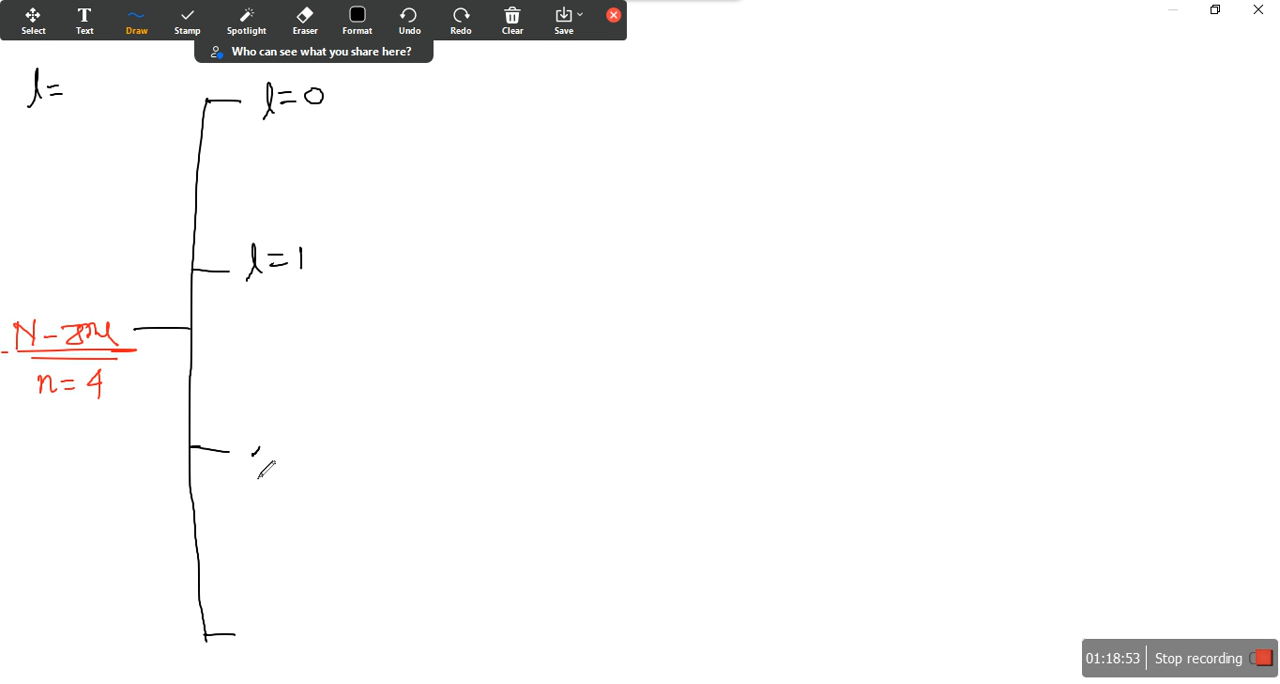 Select Text Draw Stamp Spotlight Eraser Format Undo Redo Clear Save
Who can see what you share here?
l=
l=0
l=1
N-
n=4
01:18:53 Stop recording